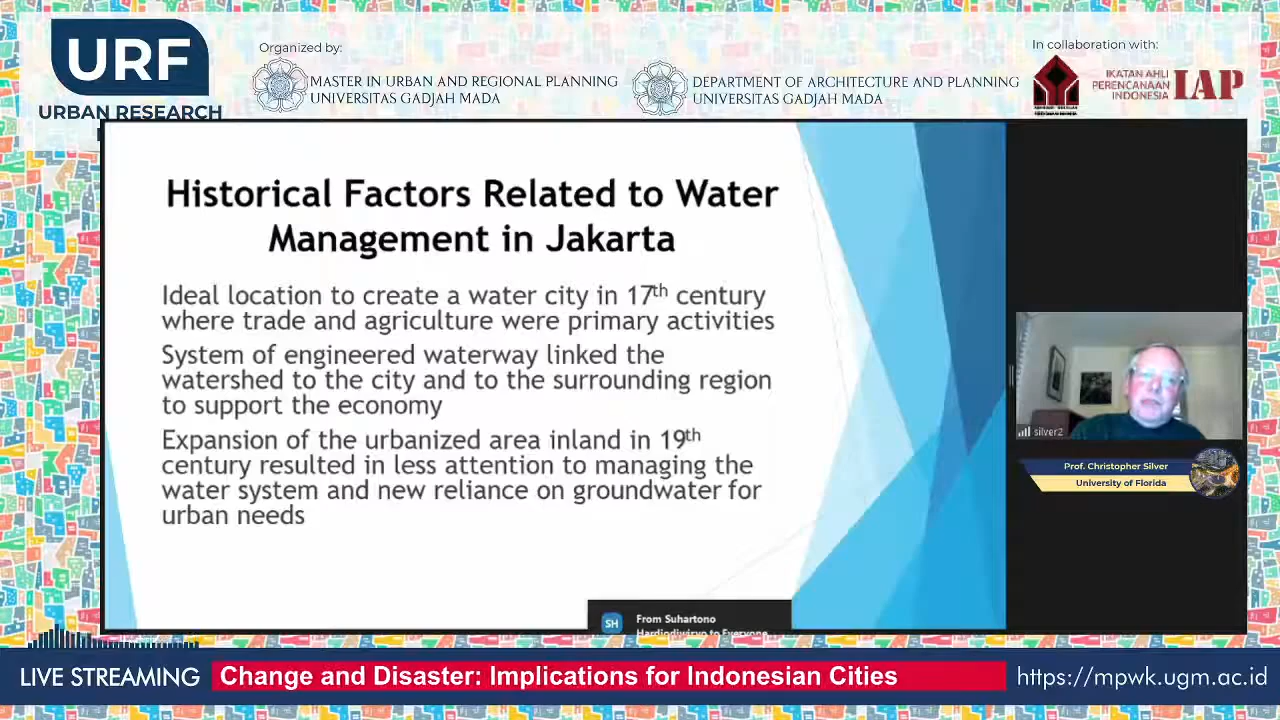 URF
URBAN RESEARCH
Organized by:
MASTER IN URBAN AND REGIONAL PLANNING
UNIVERSITAS GADJAH MADA
DEPARTMENT OF ARCHITECTURE AND PLANNING
UNIVERSITAS GADJAH MADA
In collaboration with:
IKATAN AHLI
PERENCANAAN
INDONESIA
IAP
Historical Factors Related to Water
Management in Jakarta
Ideal location to create a water city in 17th century
where trade and agriculture were primary activities
System of engineered waterway linked the
watershed to the city and to the surrounding region
to support the economy
Expansion of the urbanized area inland in 19th
century resulted in less attention to managing the
water system and new reliance on groundwater for
urban needs
SH
From Suhartono
Hardjodiwiryo to Everyone
silver2
Prof. Christopher Silver
University of Florida
LIVE STREAMING
Change and Disaster: Implications for Indonesian Cities
https://mpwk.ugm.ac.id